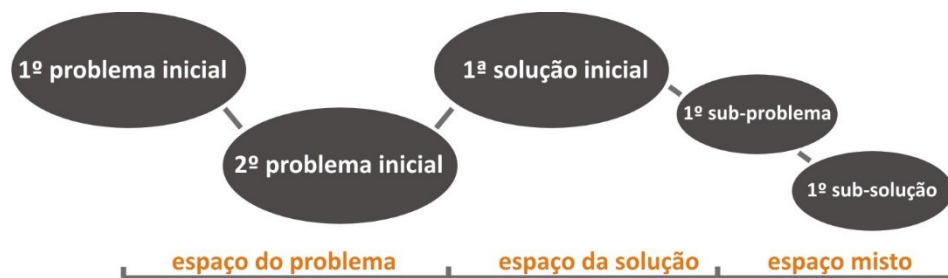 1º problema inicial
2º problema inicial
1ª solução inicial
1º sub-problema
1º sub-solução
espaço do problema
espaço da solução
espaço misto